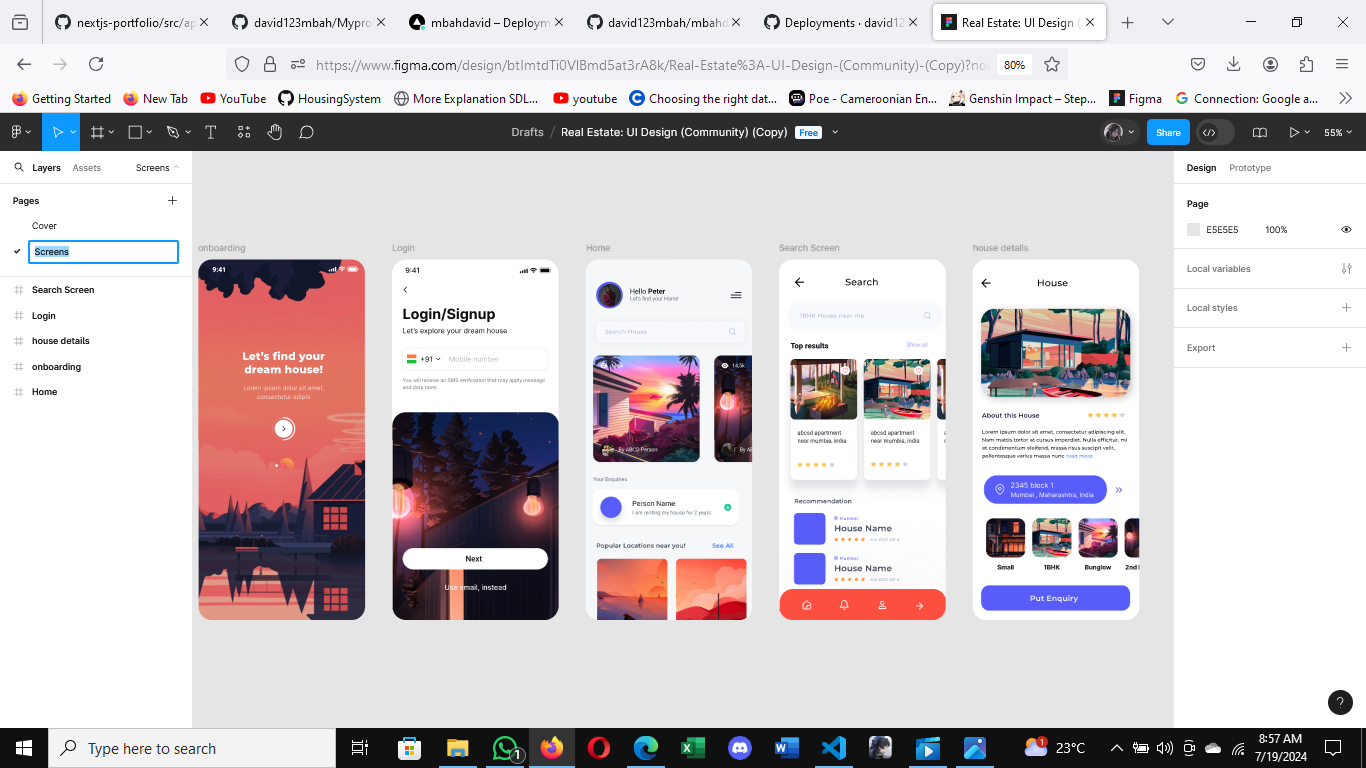 nextjs-portfolio/src/ap
david123mbah/Mypro
mbahdavid – Deploym
david123mbah/mbahd
Deployments · david12
Real Estate: UI Design (
https://www.figma.com/design/btImtdTi0VIBmd5at3rA8k/Real-Estate%3A-UI-Design-(Community)-(Copy)?no
80%
Getting Started
New Tab
YouTube
HousingSystem
More Explanation SDL...
youtube
Choosing the right dat...
Poe - Cameroonian En...
Genshin Impact – Step...
Figma
Connection: Google a...
Drafts / Real Estate: UI Design (Community) (Copy) Free
Share
55%
Layers Assets Screens
Pages
Cover
Screens
Search Screen
Login
house details
onboarding
Home
onboarding
9:41
Let's find your
dream house!
Lorem ipsum dolor sit amet,
consectetur adipis
Login
9:41
Login/Signup
Let's explore your dream house
+91 Mobile number
You will receive an SMS verification that may apply message
and data rates.
Next
Use email, instead
Home
Hello Peter
Let's find your Home
Search House
14,5k
By ABCD Person
Your Enquiries
Person Name
I am renting my house for 2 years
Popular Locations near you! See All
Search Screen
Search
1BHK House near me
Top results Show all
abcsd apartment
near mumbia, india
abcsd apartment
near mumbia, india
Recommendation
Mumbai
House Name
Mumbai
House Name
house details
House
About this House
Lorem ipsum dolor sit amet, consectetur adipiscing elit.
Nam mattis tortor at cursus imperdiet. Nulla efficitur, mi
at condimentum eleifend, massa risus suscipit velit,
pellentesque varius massa nunc read more.
2345 block 1
Mumbai , Maharashtra, India
Small
1BHK
Bunglow
2nd
Put Enquiry
Design Prototype
Page
E5E5E5 100%
Local variables
Local styles
Export
?
Type here to search
1
1
23°C
8:57 AM
7/19/2024